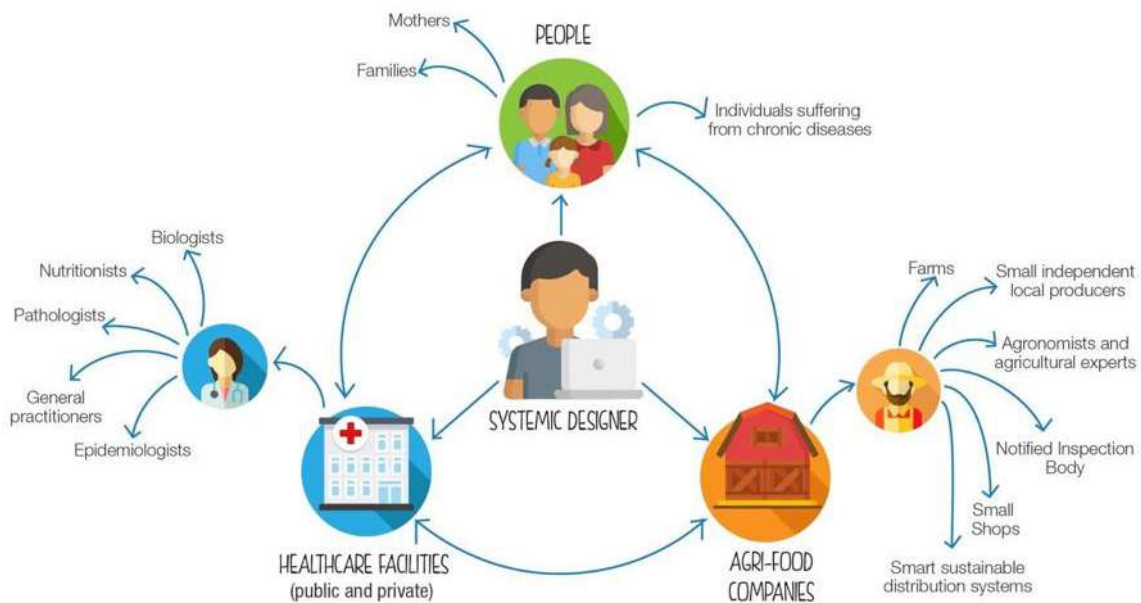 Mothers
PEOPLE
Families
Individuals suffering
from chronic diseases
Biologists
Nutritionists
Pathologists
General
practitioners
Epidemiologists
SYSTEMIC DESIGNER
Farms
Small independent
local producers
Agronomists and
agricultural experts
Notified Inspection
Body
Small
Shops
Smart sustainable
distribution systems
HEALTHCARE FACILITIES
(public and private)
AGRI-FOOD
COMPANIES